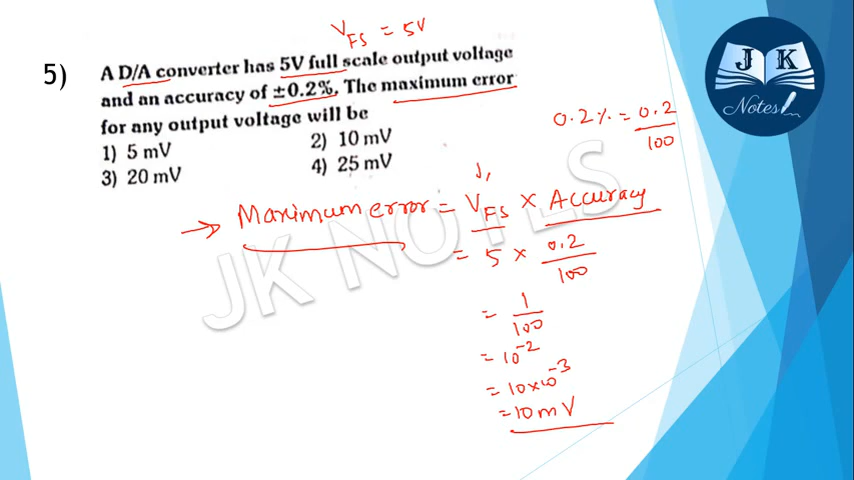 V_FS = 5V
5) A D/A converter has 5V full scale output voltage
and an accuracy of ±0.2%, The maximum error
for any output voltage will be
1) 5 mV 2) 10 mV
3) 20 mV 4) 25 mV
JK
Notes
0.2% = 0.2/100
→ Maximum error = V_FS × Accuracy
= 5 × 0.2/100
= 1/100
= 10⁻²
= 10×10⁻³
= 10 m V
JK NOTES